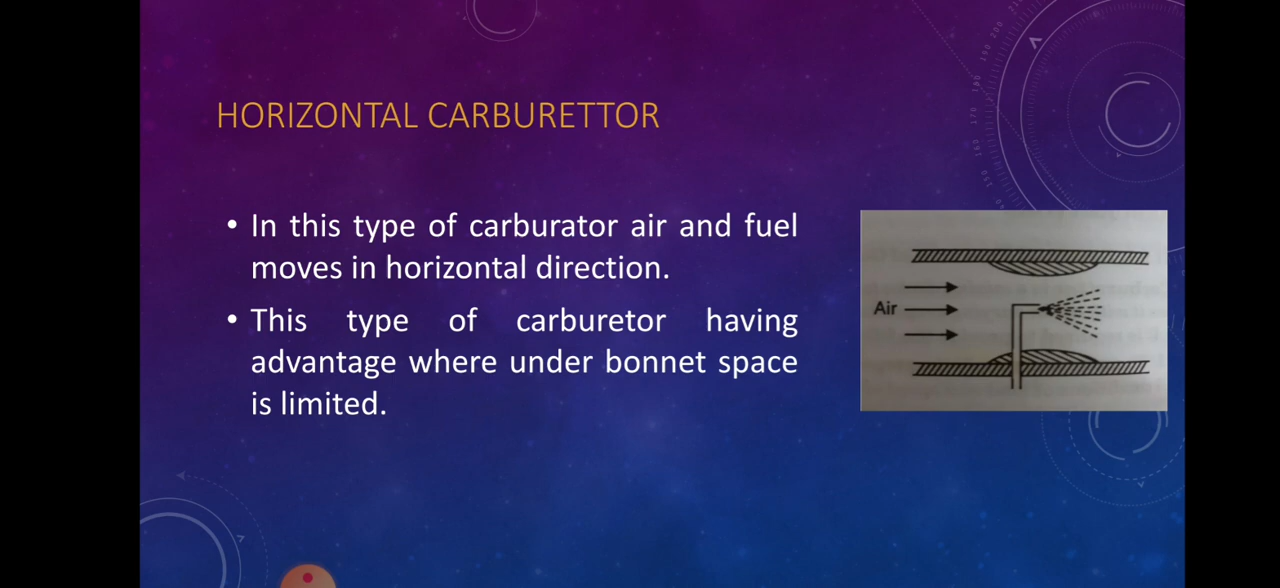 HORIZONTAL CARBURETTOR
• In this type of carburator air and fuel
moves in horizontal direction.
• This type of carburetor having
advantage where under bonnet space
is limited.
Air